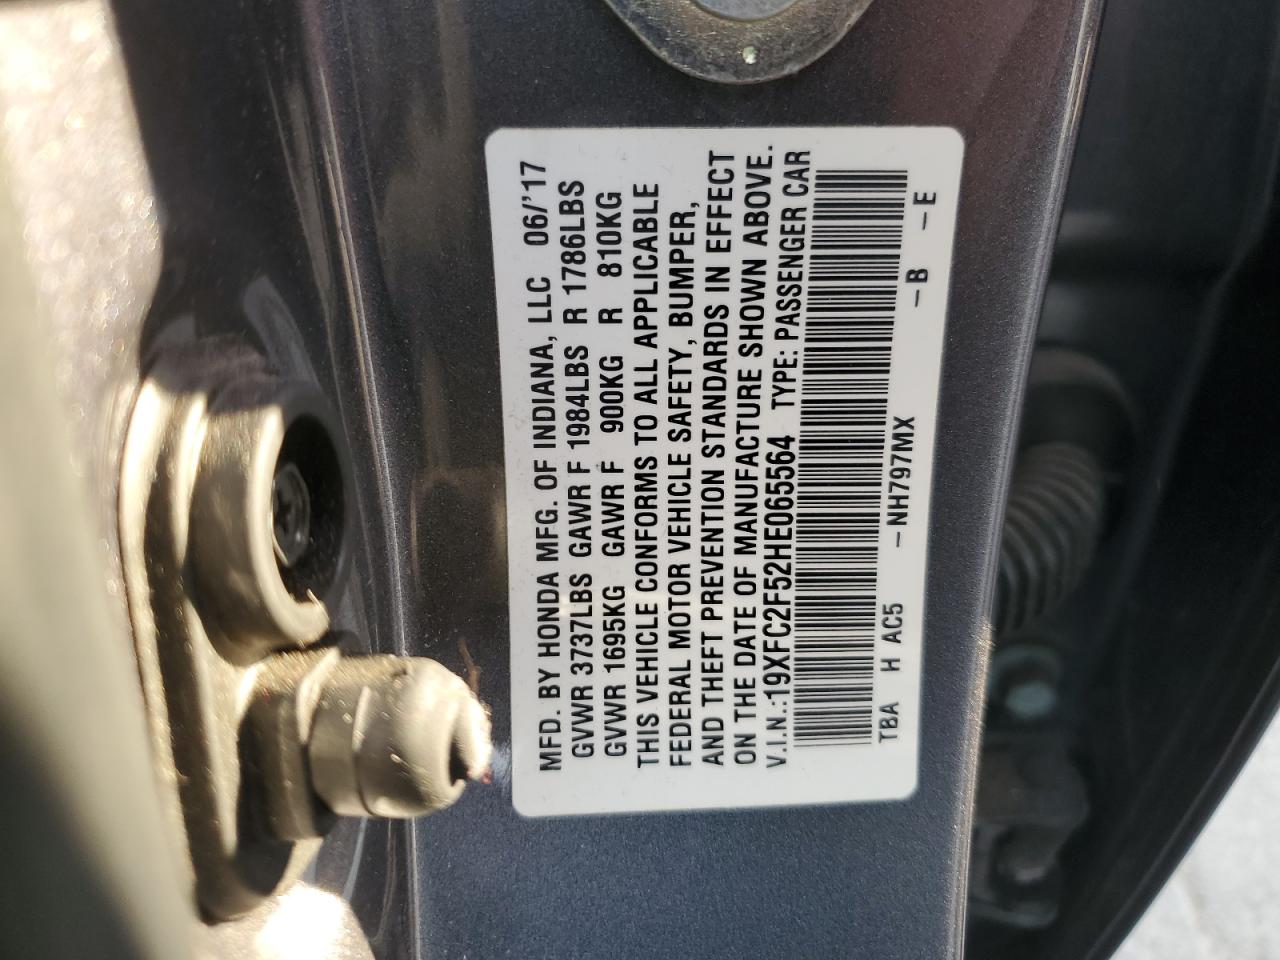 MFD. BY HONDA MFG. OF INDIANA, LLC 06/'17
GVWR 3737LBS GAWR F 1984LBS R 1786LBS
GVWR 1695KG GAWR F 900KG R 810KG
THIS VEHICLE CONFORMS TO ALL APPLICABLE
FEDERAL MOTOR VEHICLE SAFETY, BUMPER,
AND THEFT PREVENTION STANDARDS IN EFFECT
ON THE DATE OF MANUFACTURE SHOWN ABOVE.
V.I.N.:19XFC2F52HE065564 TYPE: PASSENGER CAR
TBA H AC5 –NH797MX –B –E